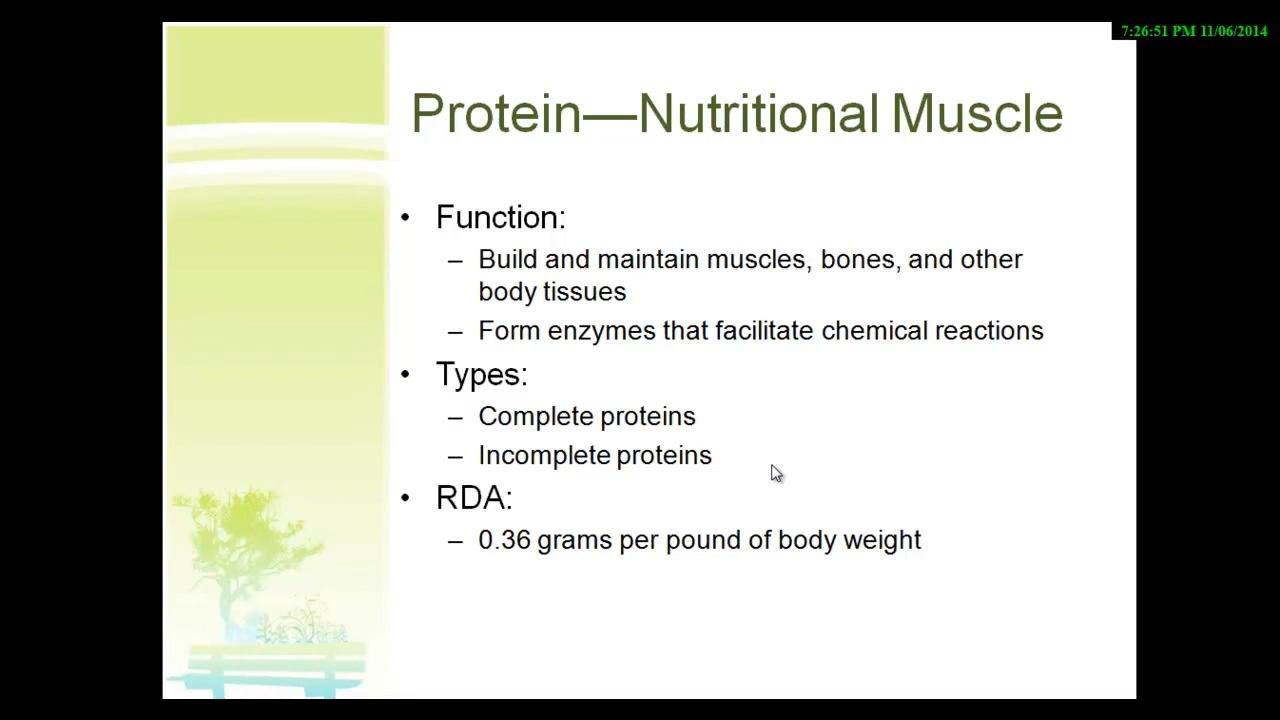 7:26:51 PM 11/06/2014
Protein—Nutritional Muscle
• Function:
– Build and maintain muscles, bones, and other
body tissues
– Form enzymes that facilitate chemical reactions
• Types:
– Complete proteins
– Incomplete proteins
• RDA:
– 0.36 grams per pound of body weight